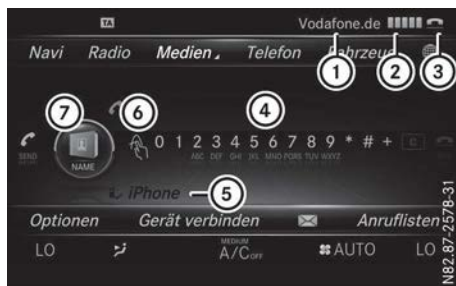 TA Vodafone.de
Navi Radio Medien Telefon Fahrzeug
1 2 3
7 6 4
0 1 2 3 4 5 6 7 8 9 * # + C
SEND ABC DEF GHI JKL MNO PQRS TUV WXYZ
NAME
iPhone 5
Optionen Gerät verbinden Anruflisten
LO MEDIUM A/C OFF AUTO LO
N82.87-2578-31